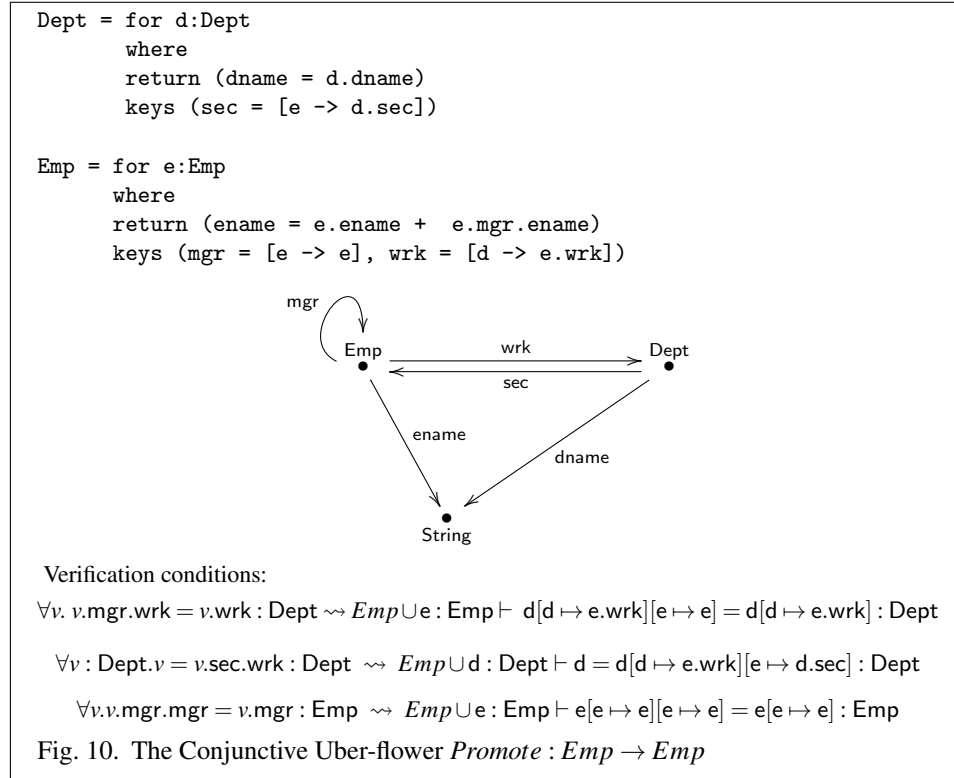 Dept = for d:Dept
where
return (dname = d.dname)
keys (sec = [e -> d.sec])
Emp = for e:Emp
where
return (ename = e.ename + e.mgr.ename)
keys (mgr = [e -> e], wrk = [d -> e.wrk])
mgr
Emp
wrk
Dept
sec
ename
dname
String
Verification conditions:
∀v. v.mgr.wrk = v.wrk : Dept ⇝ Emp ∪ e : Emp ⊢ d[d ↦ e.wrk][e ↦ e] = d[d ↦ e.wrk] : Dept
∀v : Dept.v = v.sec.wrk : Dept ⇝ Emp ∪ d : Dept ⊢ d = d[d ↦ e.wrk][e ↦ d.sec] : Dept
∀v.v.mgr.mgr = v.mgr : Emp ⇝ Emp ∪ e : Emp ⊢ e[e ↦ e][e ↦ e] = e[e ↦ e] : Emp
Fig. 10. The Conjunctive Uber-flower Promote : Emp → Emp